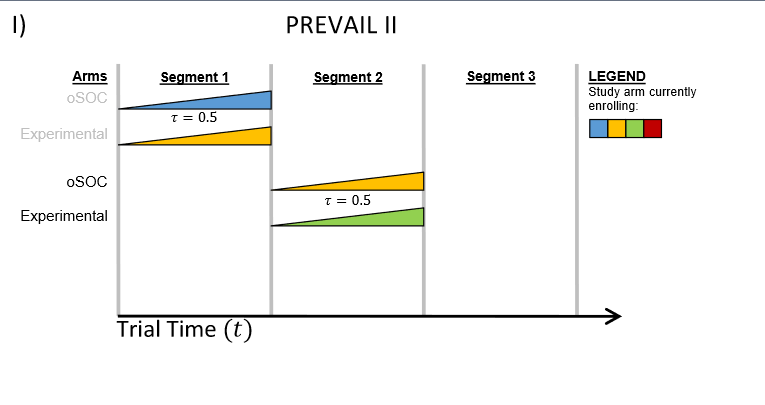 I)
PREVAIL II
Arms
Segment 1
Segment 2
Segment 3
LEGEND
Study arm currently
enrolling:
oSOC
τ = 0.5
Experimental
oSOC
τ = 0.5
Experimental
Trial Time (t)